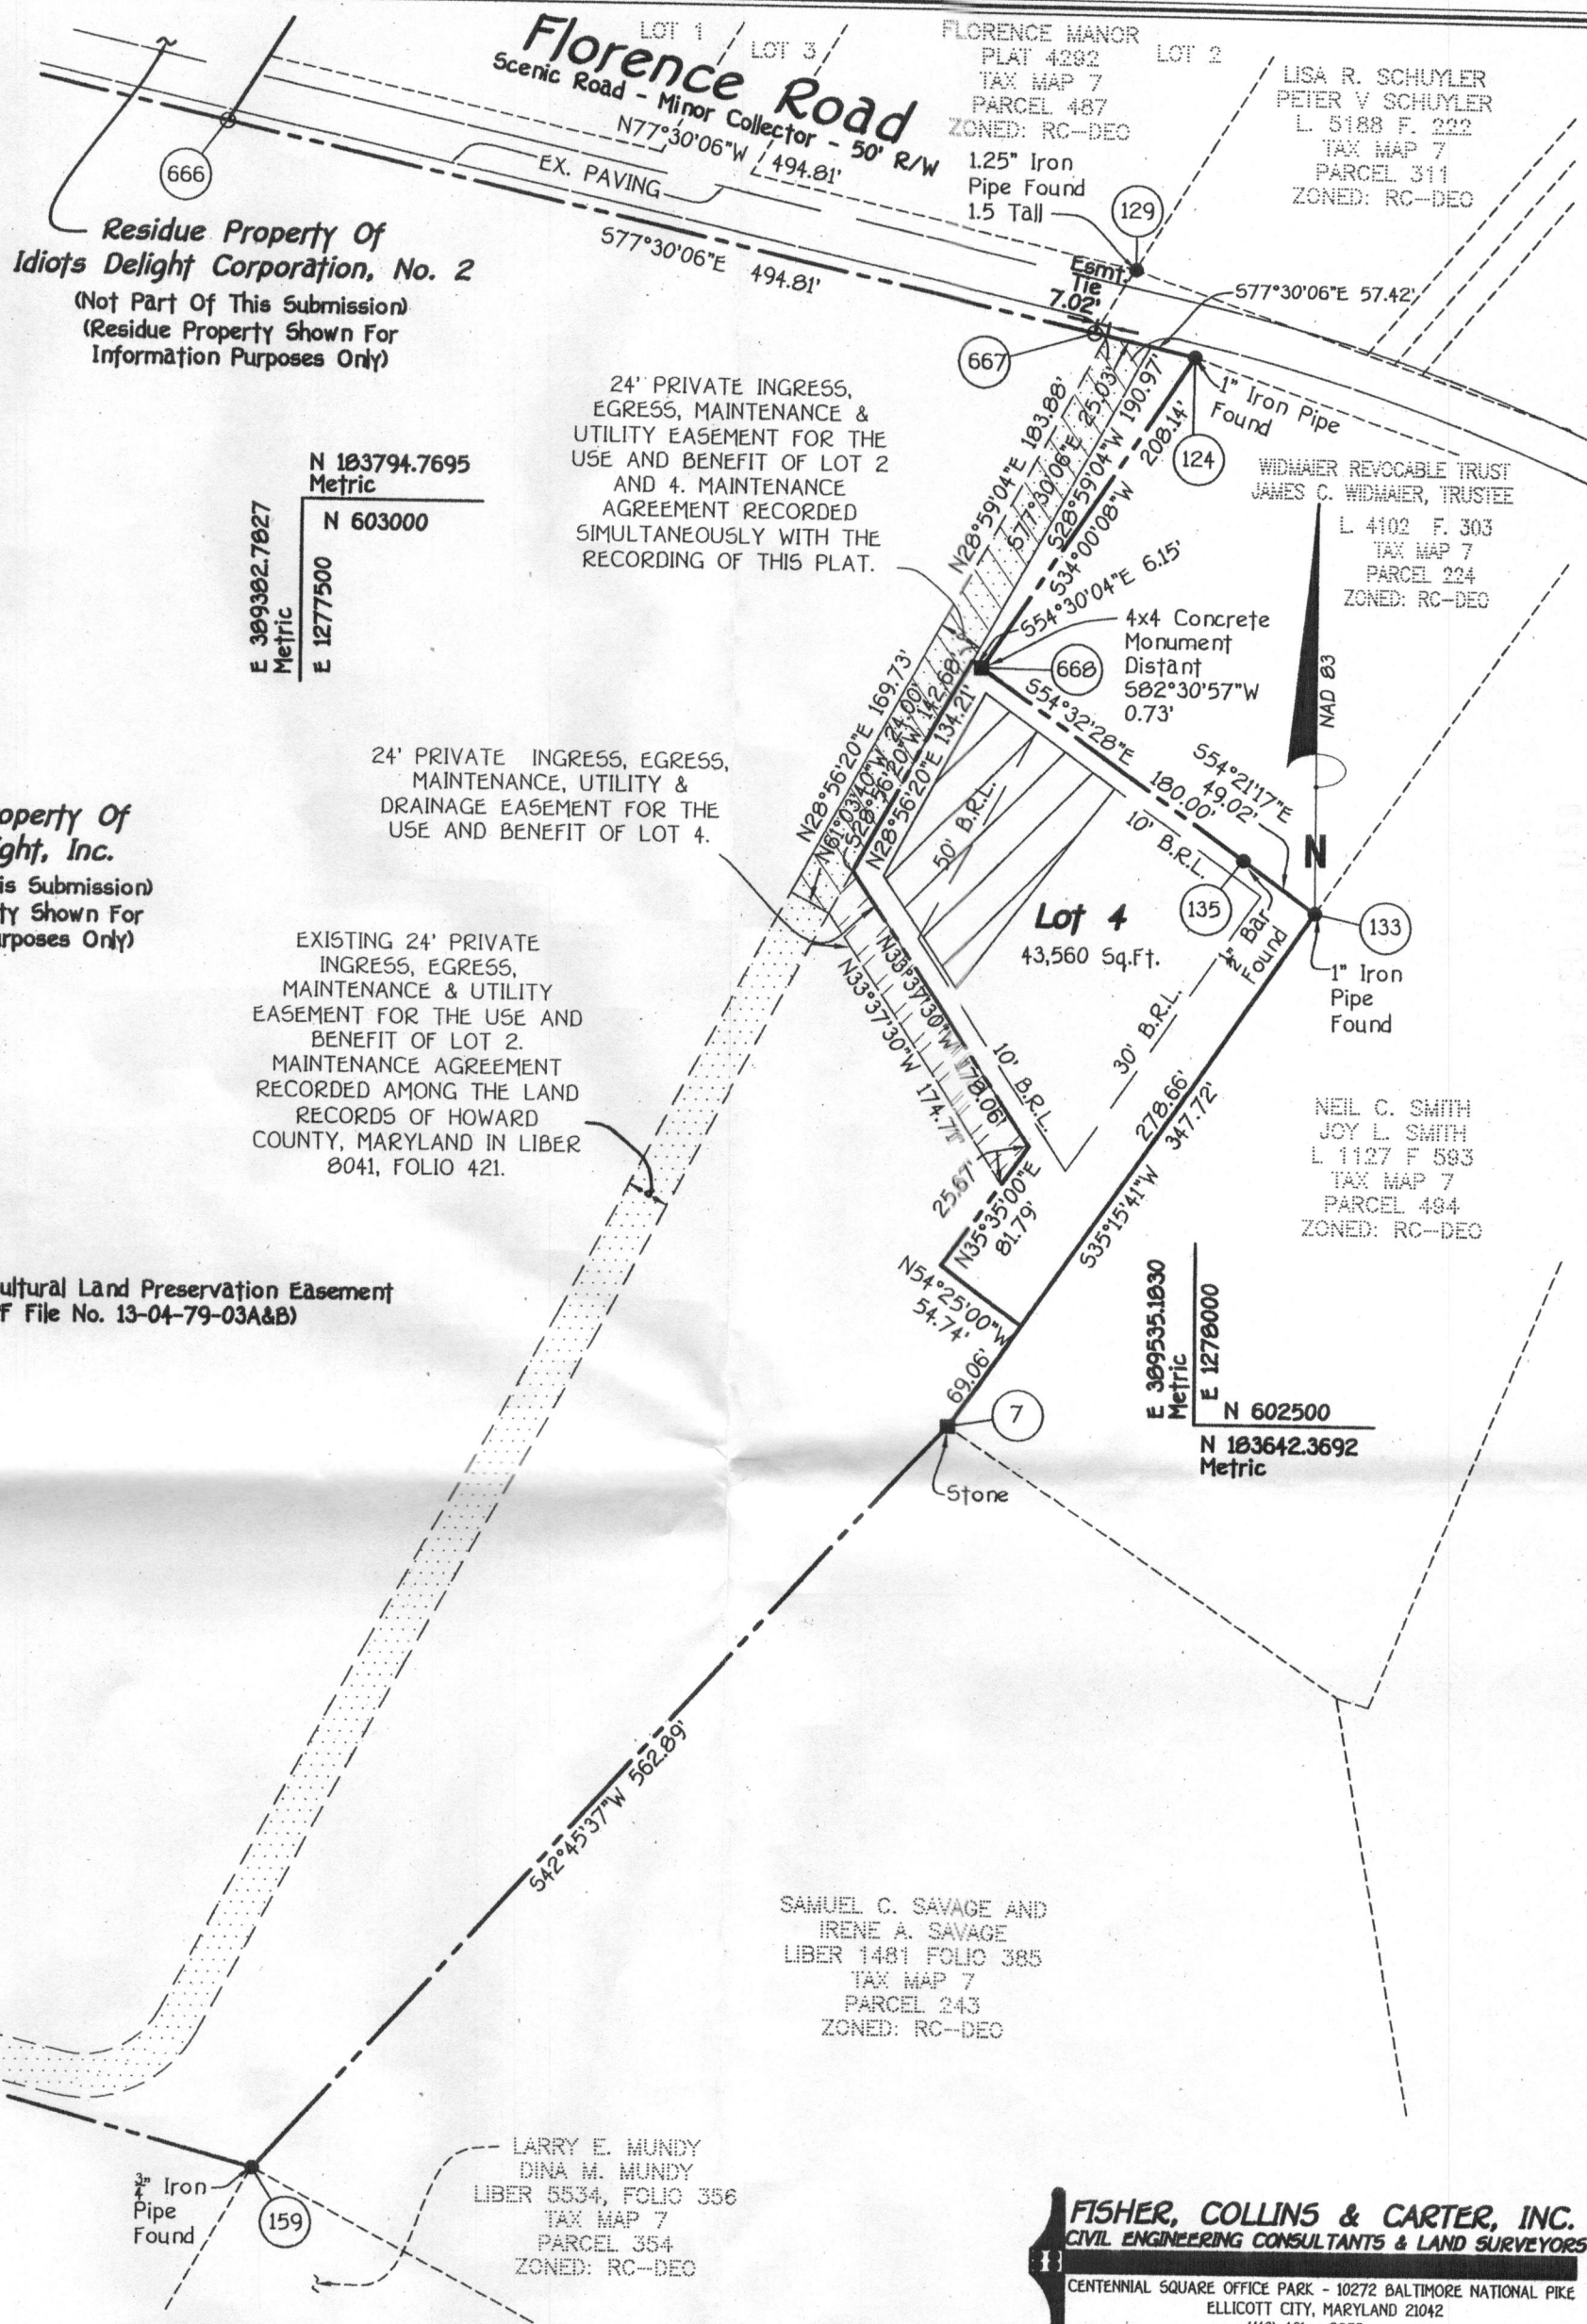 LOT 1
LOT 3
Florence Road
Scenic Road - Minor Collector - 50' R/W
N77°30'06"W 494.81'
EX. PAVING
FLORENCE MANOR
PLAT 4292
TAX MAP 7
PARCEL 487
ZONED: RC-DEO
LOT 2
LISA R. SCHUYLER
PETER V SCHUYLER
L. 5188 F. 222
TAX MAP 7
PARCEL 311
ZONED: RC-DEO
1.25" Iron
Pipe Found
1.5 Tall
129
666
Residue Property Of
Idiots Delight Corporation, No. 2
(Not Part Of This Submission)
(Residue Property Shown For
Information Purposes Only)
S77°30'06"E 494.81'
Esmt.
Tie
7.02'
S77°30'06"E 57.42'
667
1" Iron Pipe
Found
124
24' PRIVATE INGRESS,
EGRESS, MAINTENANCE &
UTILITY EASEMENT FOR THE
USE AND BENEFIT OF LOT 2
AND 4. MAINTENANCE
AGREEMENT RECORDED
SIMULTANEOUSLY WITH THE
RECORDING OF THIS PLAT.
N28°59'04"E 183.88'
S77°30'06"E 25.03'
S28°59'04"W 190.97'
S34°00'08"W 208.14'
S54°30'04"E 6.15'
WIDMAIER REVOCABLE TRUST
JAMES C. WIDMAIER, TRUSTEE
L 4102 F. 303
TAX MAP 7
PARCEL 224
ZONED: RC-DEO
N 183794.7695
Metric
N 603000
E 389382.7827
Metric
E 1277500
4x4 Concrete
Monument
Distant
S82°30'57"W
0.73'
668
NAD 83
N
N28°56'20"E 169.73'
N61°03'40"W 24.00'
S28°56'20"W 142.68'
N28°56'20"E 134.21'
S54°32'28"E 180.00'
S54°21'17"E
49.02'
50' B.R.L.
10' B.R.L.
24' PRIVATE INGRESS, EGRESS,
MAINTENANCE, UTILITY &
DRAINAGE EASEMENT FOR THE
USE AND BENEFIT OF LOT 4.
operty Of
ght, Inc.
is Submission)
ty Shown For
rposes Only)
Lot 4
43,560 Sq.Ft.
135
1/2" Bar
Found
133
1" Iron
Pipe
Found
EXISTING 24' PRIVATE
INGRESS, EGRESS,
MAINTENANCE & UTILITY
EASEMENT FOR THE USE AND
BENEFIT OF LOT 2.
MAINTENANCE AGREEMENT
RECORDED AMONG THE LAND
RECORDS OF HOWARD
COUNTY, MARYLAND IN LIBER
8041, FOLIO 421.
N33°37'30"W 178.06'
N33°37'30"W 174.77'
10' B.R.L.
30' B.R.L.
25.67'
N35°35'00"E
81.79'
278.66'
S35°15'41"W 347.72'
N54°25'00"W
54.74'
69.06'
NEIL C. SMITH
JOY L. SMITH
L 1127 F 593
TAX MAP 7
PARCEL 494
ZONED: RC-DEO
ultural Land Preservation Easement
F File No. 13-04-79-03A&B)
E 389535.1830
Metric
E 1278000
N 602500
N 183642.3692
Metric
7
Stone
S42°45'37"W 562.89'
SAMUEL C. SAVAGE AND
IRENE A. SAVAGE
LIBER 1481 FOLIO 385
TAX MAP 7
PARCEL 243
ZONED: RC-DEO
3/4" Iron
Pipe
Found
159
LARRY E. MUNDY
DINA M. MUNDY
LIBER 5534, FOLIO 356
TAX MAP 7
PARCEL 354
ZONED: RC-DEO
FISHER, COLLINS & CARTER, INC.
CIVIL ENGINEERING CONSULTANTS & LAND SURVEYORS
CENTENNIAL SQUARE OFFICE PARK - 10272 BALTIMORE NATIONAL PIKE
ELLICOTT CITY, MARYLAND 21042